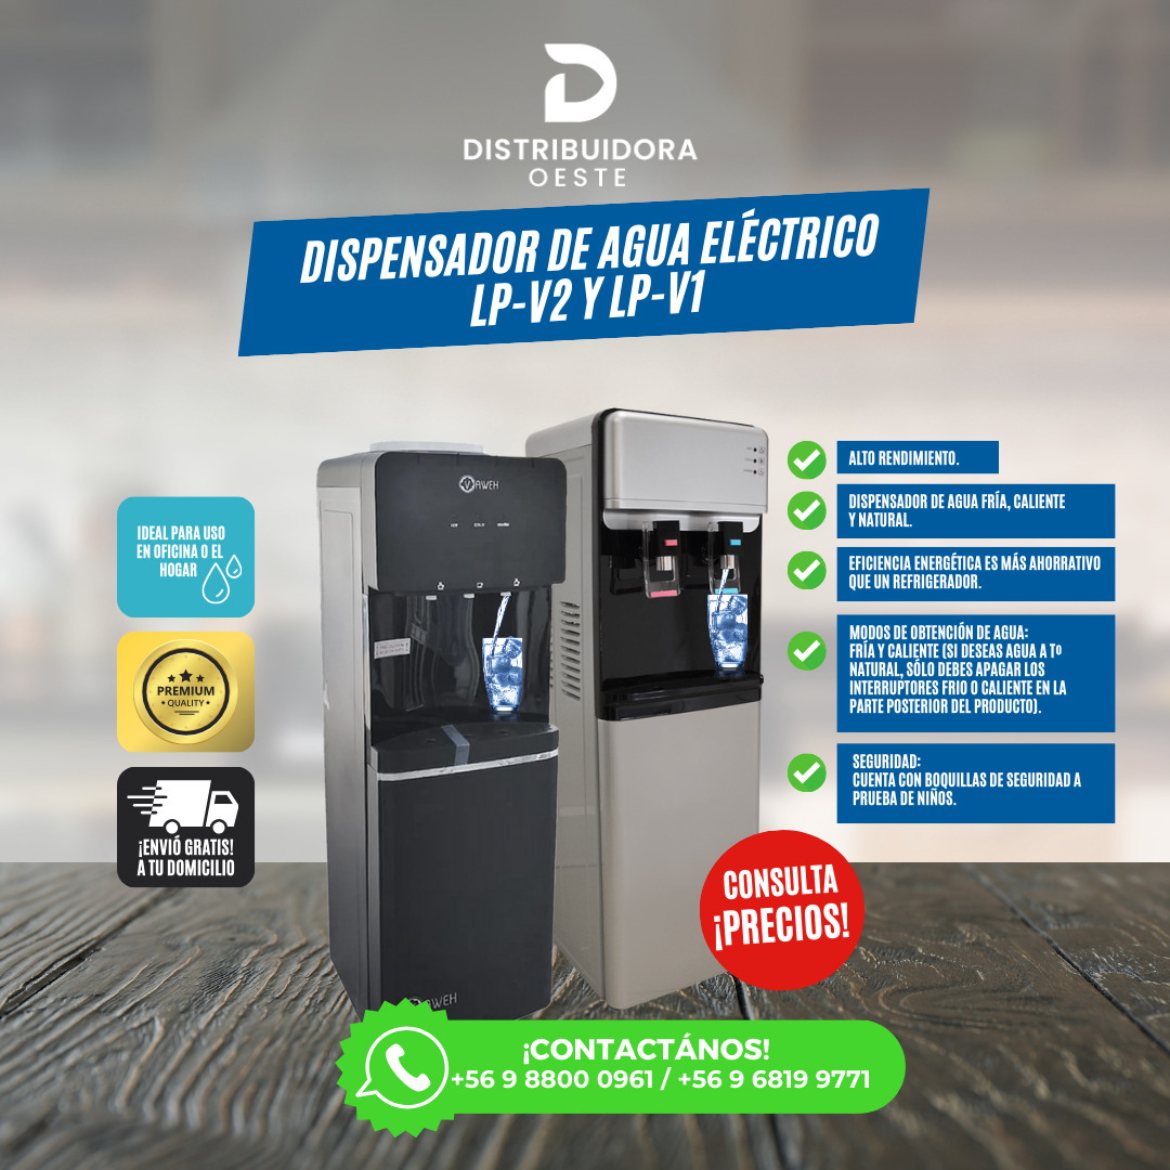 DISTRIBUIDORA
OESTE
DISPENSADOR DE AGUA ELÉCTRICO
LP-V2 Y LP-V1
IDEAL PARA USO
EN OFICINA O EL
HOGAR
PREMIUM
• QUALITY •
¡ENVIÓ GRATIS!
A TU DOMICILIO
VAWEH
ALTO RENDIMIENTO.
DISPENSADOR DE AGUA FRÍA, CALIENTE
Y NATURAL.
EFICIENCIA ENERGÉTICA ES MÁS AHORRATIVO
QUE UN REFRIGERADOR.
MODOS DE OBTENCIÓN DE AGUA:
FRÍA Y CALIENTE (SI DESEAS AGUA A Tº
NATURAL, SÓLO DEBES APAGAR LOS
INTERRUPTORES FRIO O CALIENTE EN LA
PARTE POSTERIOR DEL PRODUCTO).
SEGURIDAD:
CUENTA CON BOQUILLAS DE SEGURIDAD A
PRUEBA DE NIÑOS.
CONSULTA
¡PRECIOS!
¡CONTACTÁNOS!
+56 9 8800 0961 / +56 9 6819 9771